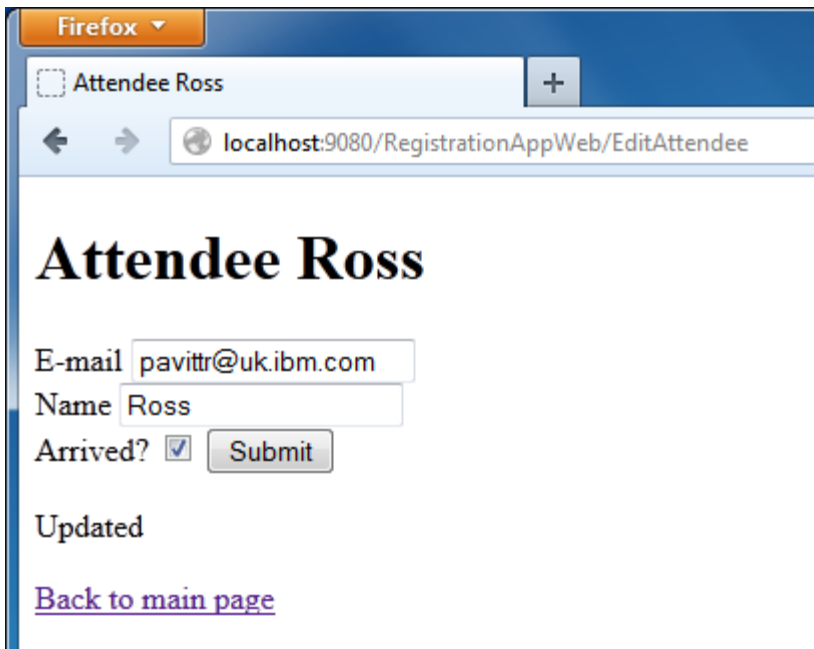 Firefox
Attendee Ross
localhost:9080/RegistrationAppWeb/EditAttendee
Attendee Ross
E-mail pavittr@uk.ibm.com
Name Ross
Arrived? Submit
Updated
Back to main page